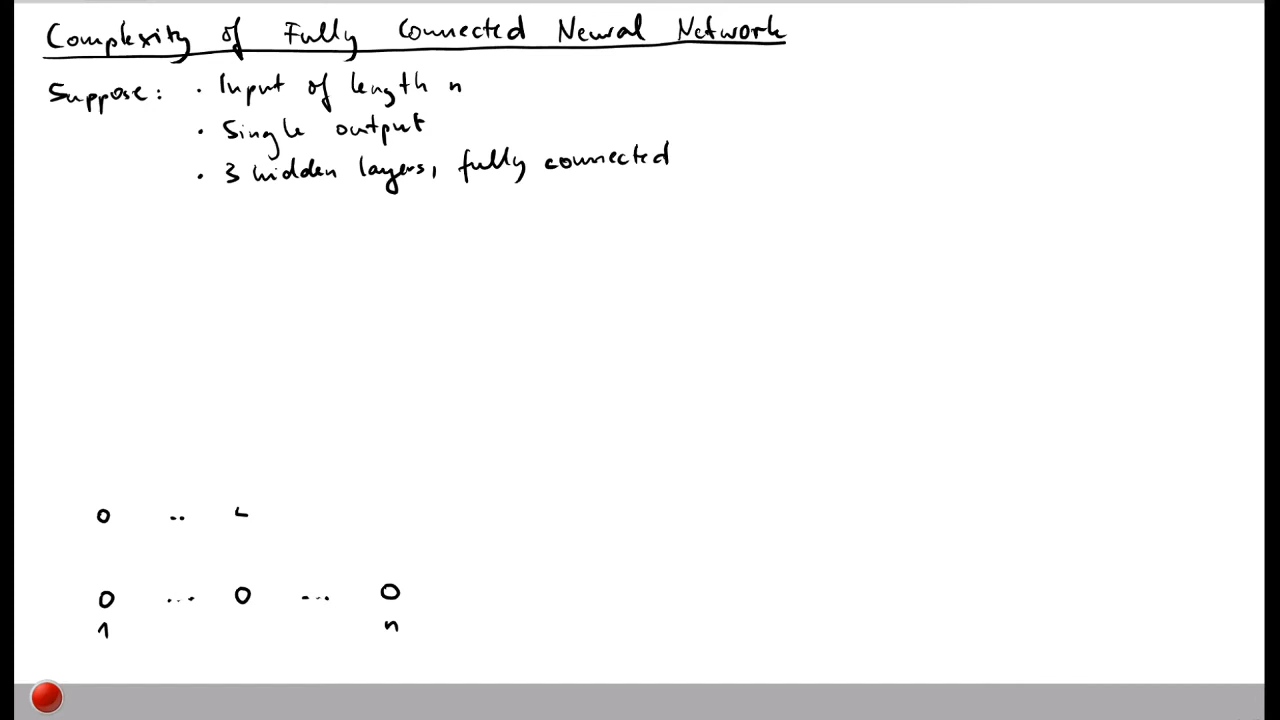 Complexity of Fully Connected Neural Network
Suppose: · Input of length n
· Single output
· 3 hidden layers, fully connected
o ..
o ... o ... o
1 n